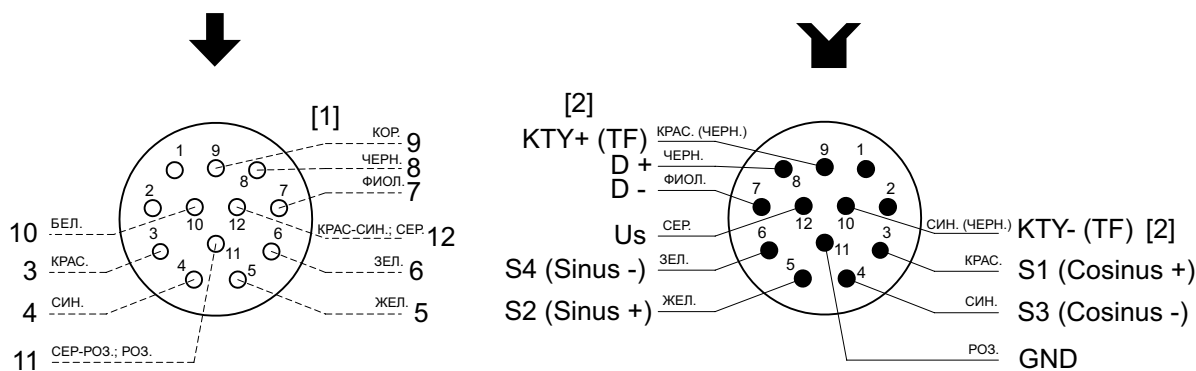 [1]
КОР. 9
ЧЕРН. 8
ФИОЛ. 7
1 9 8
2 10 12 7
3 11 6
4 5
10 БЕЛ.
КРАС-СИН.; СЕР. 12
3 КРАС.
ЗЕЛ. 6
4 СИН.
ЖЕЛ. 5
11 СЕР-РОЗ.; РОЗ.
[2]
KTY+ (TF) КРАС. (ЧЕРН.)
D + ЧЕРН.
D - ФИОЛ.
8 9 1
7 12 10 2
6 11 3
5 4
Us СЕР.
СИН. (ЧЕРН.) KTY- (TF) [2]
S4 (Sinus -) ЗЕЛ.
КРАС. S1 (Cosinus +)
S2 (Sinus +) ЖЕЛ.
СИН. S3 (Cosinus -)
РОЗ. GND